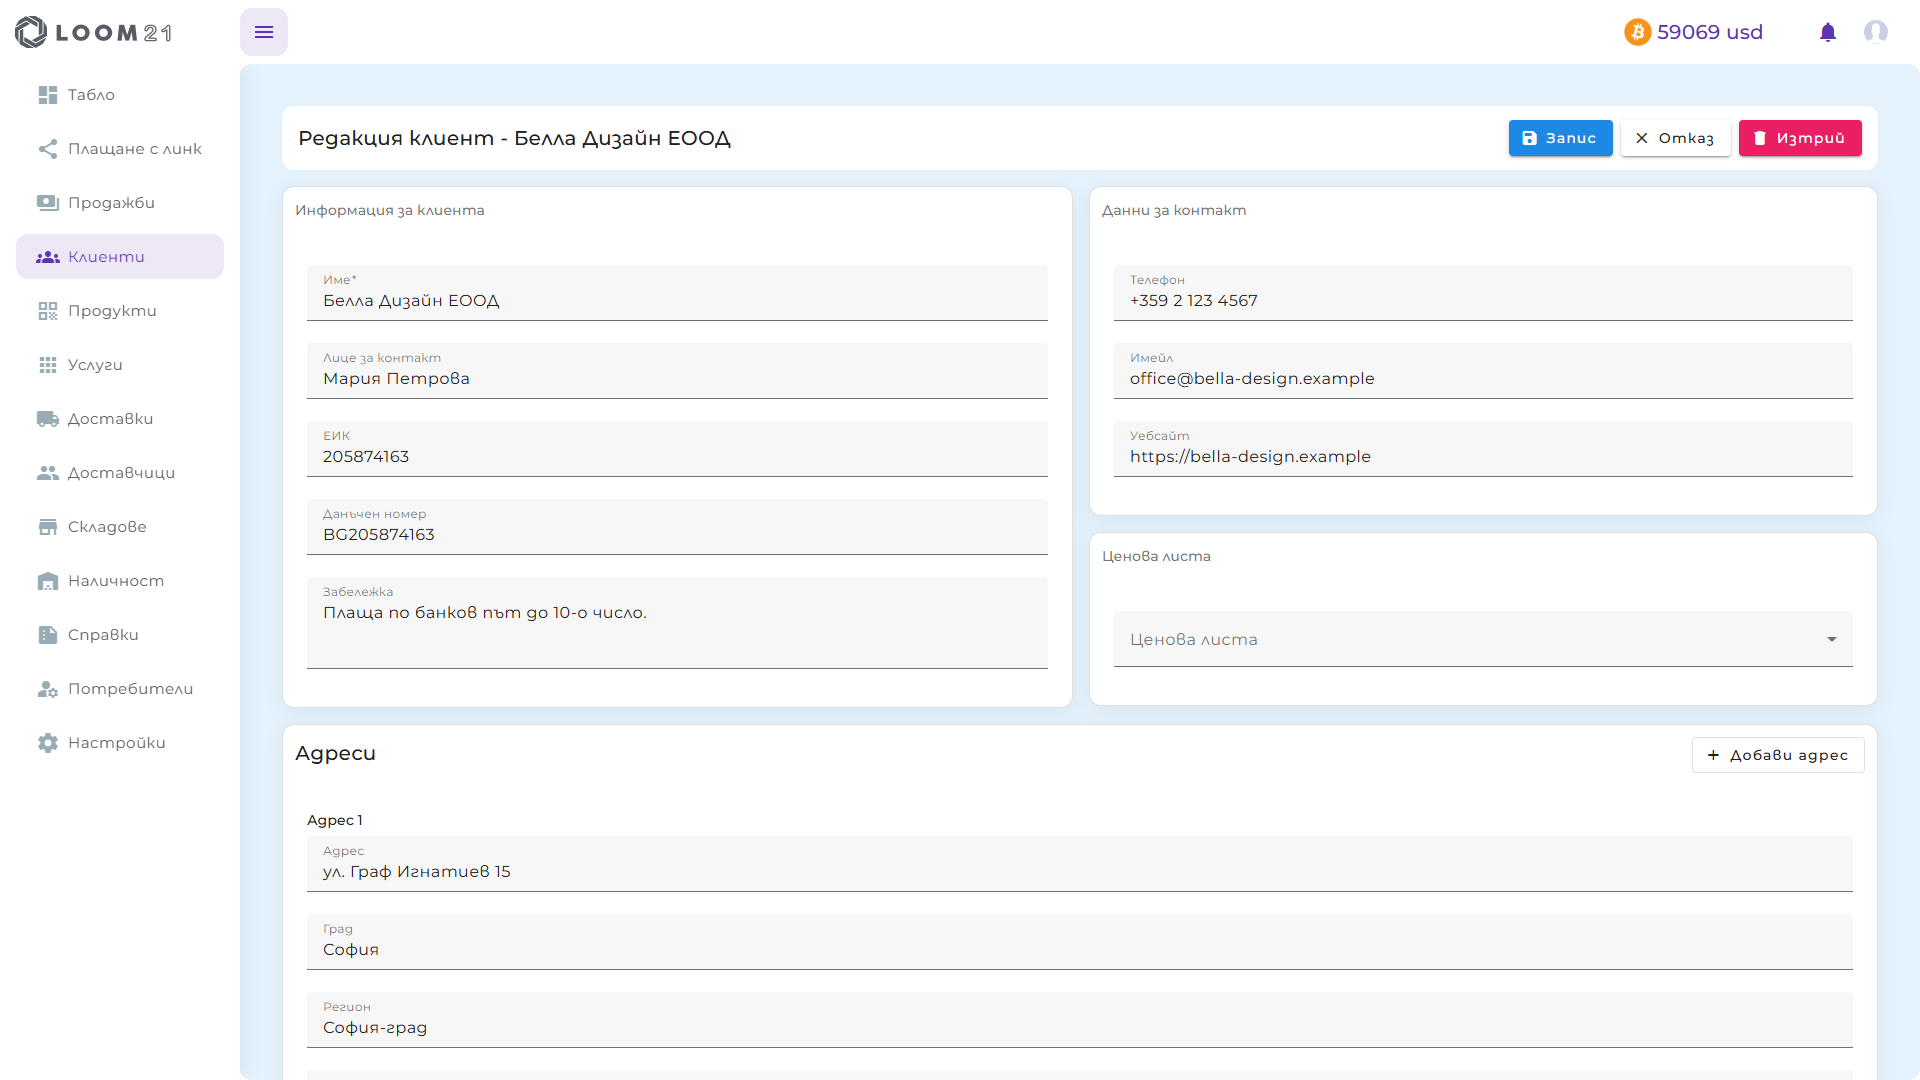 LOOM 21
59069 usd
Табло
Плащане с линк
Продажби
Клиенти
Продукти
Услуги
Доставки
Доставчици
Складове
Наличност
Справки
Потребители
Настройки
Редакция клиент - Белла Дизайн ЕООД
Запис
Отказ
Изтрий
Информация за клиента
Име*
Белла Дизайн ЕООД
Лице за контакт
Мария Петрова
ЕИК
205874163
Данъчен номер
BG205874163
Забележка
Плаща по банков път до 10-о число.
Данни за контакт
Телефон
+359 2 123 4567
Имейл
office@bella-design.example
Уебсайт
https://bella-design.example
Ценова листа
Ценова листа
Адреси
Добави адрес
Адрес 1
Адрес
ул. Граф Игнатиев 15
Град
София
Регион
София-град